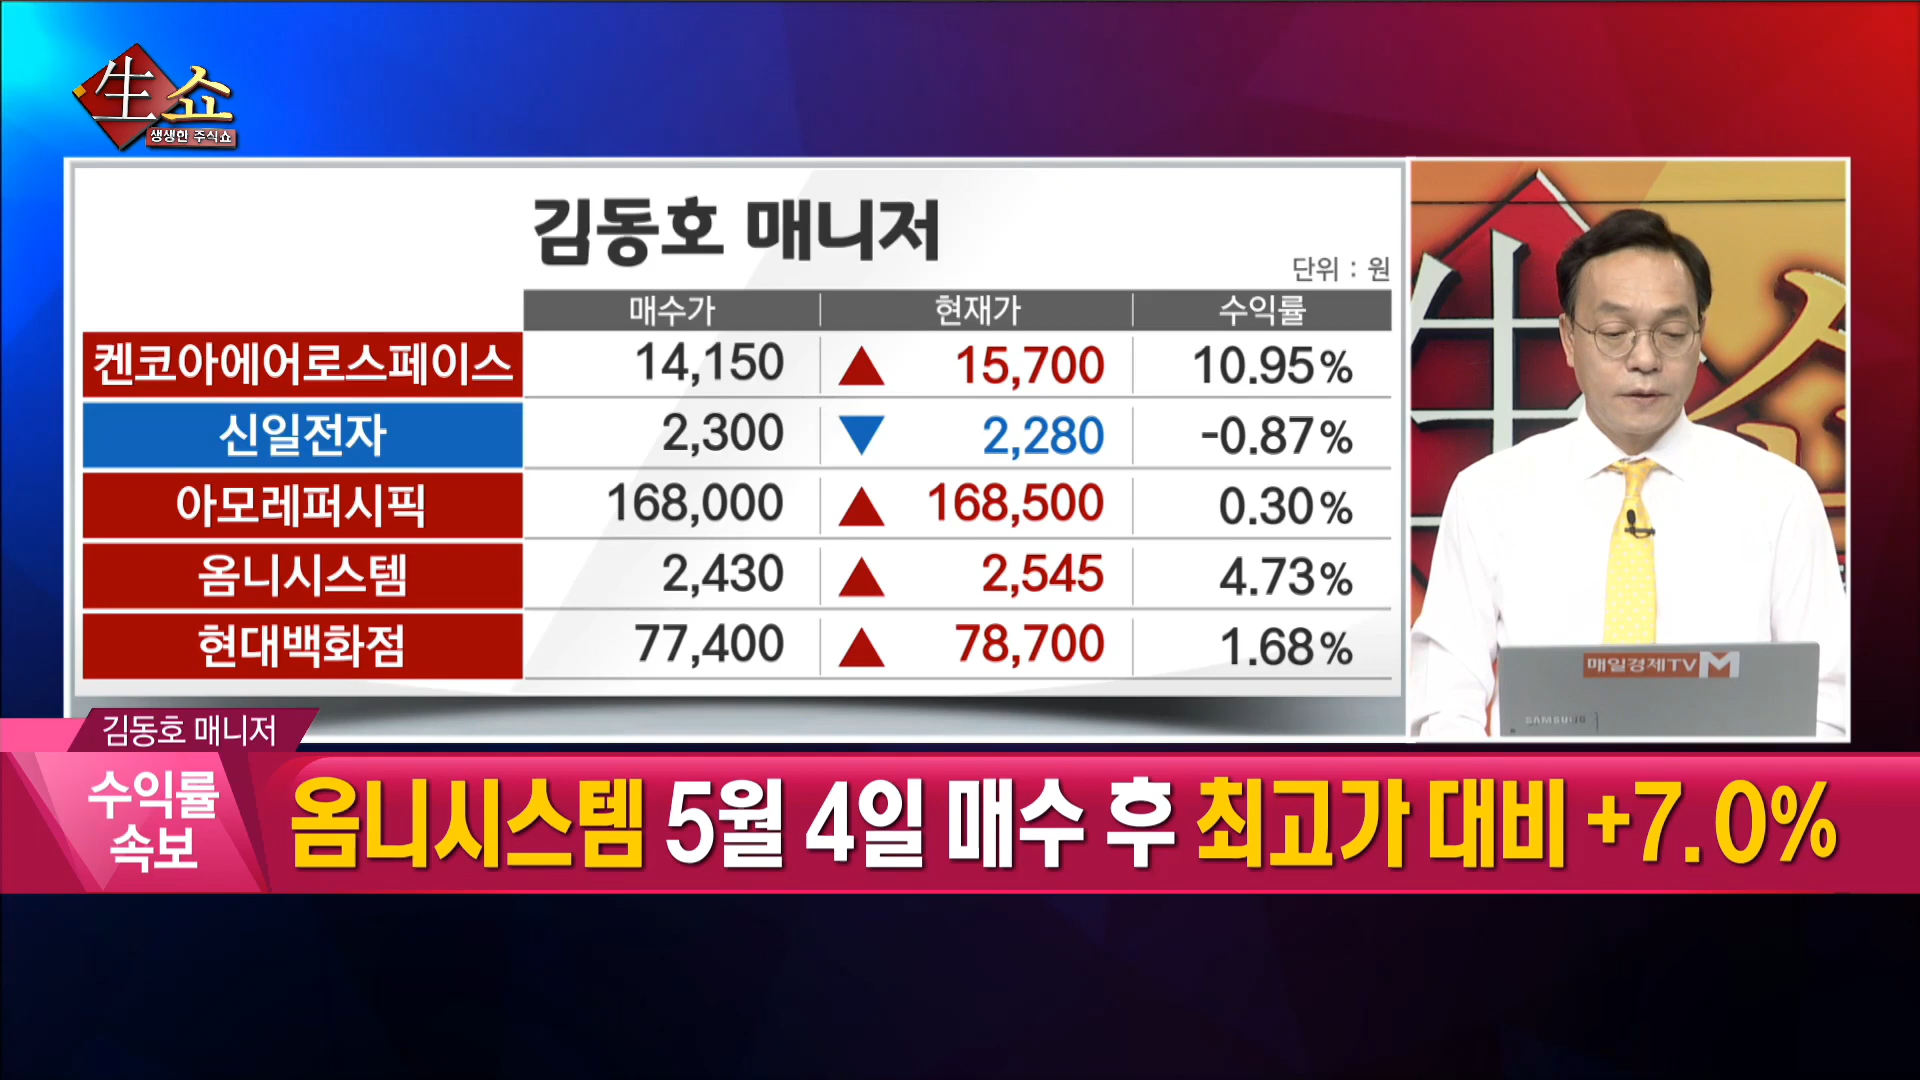 生쇼
생생한 주식쇼
김동호 매니저
단위 : 원
매수가 현재가 수익률
켄코아에어로스페이스 14,150 ▲ 15,700 10.95%
신일전자 2,300 ▼ 2,280 -0.87%
아모레퍼시픽 168,000 ▲ 168,500 0.30%
옴니시스템 2,430 ▲ 2,545 4.73%
현대백화점 77,400 ▲ 78,700 1.68%
生쇼
매일경제TV M
SAMSUNG
김동호 매니저
수익률
속보
옴니시스템 5월 4일 매수 후 최고가 대비 +7.0%